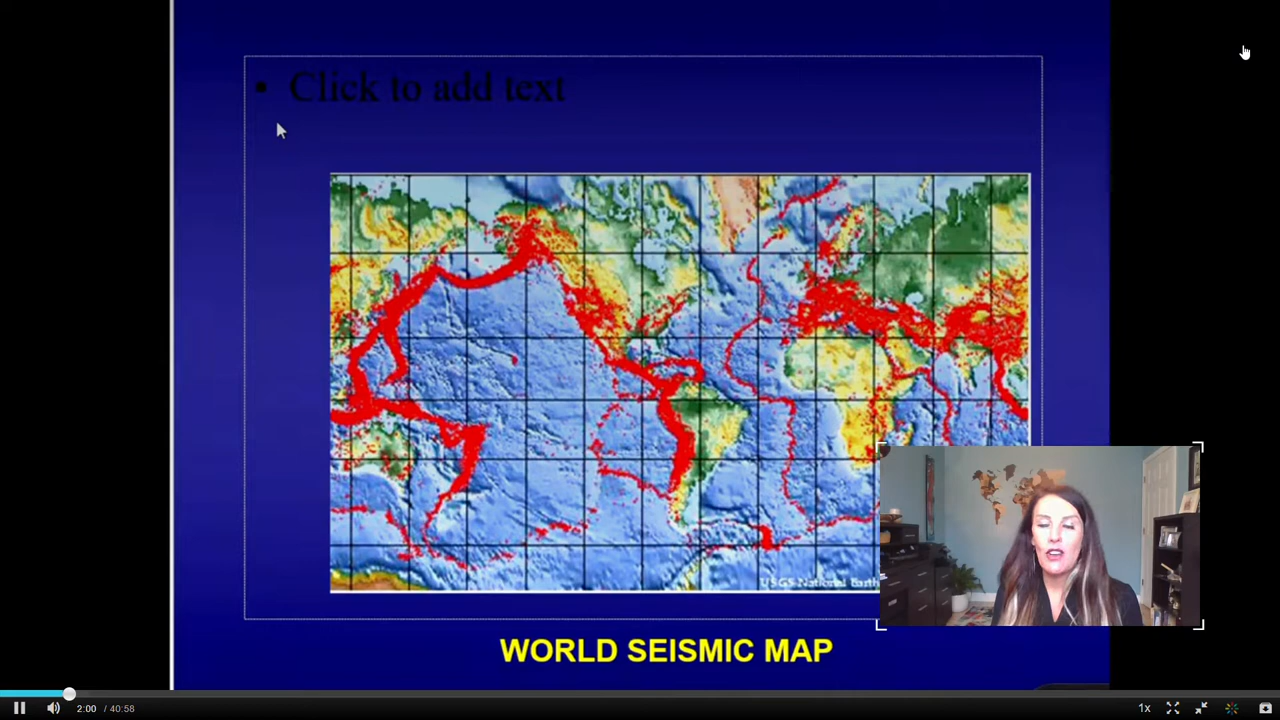 • Click to add text
USGS National Earth
WORLD SEISMIC MAP
2:00 / 40:58
1x